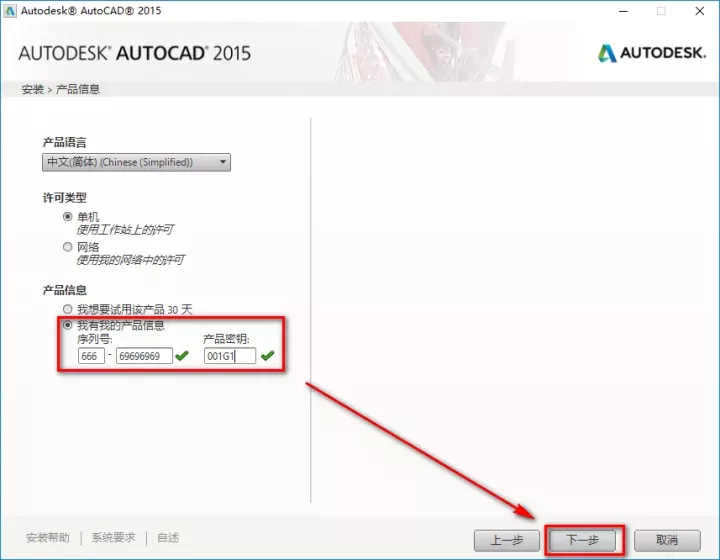 Autodesk® AutoCAD® 2015
AUTODESK® AUTOCAD® 2015
AUTODESK.
安装 > 产品信息
产品语言
中文(简体) (Chinese (Simplified))
许可类型
单机
使用工作站上的许可
网络
使用我的网络中的许可
产品信息
我想要试用该产品 30 天
我有我的产品信息
序列号: 产品密钥:
666 - 69696969 001G1
安装帮助 系统要求 自述 上一步 下一步 取消